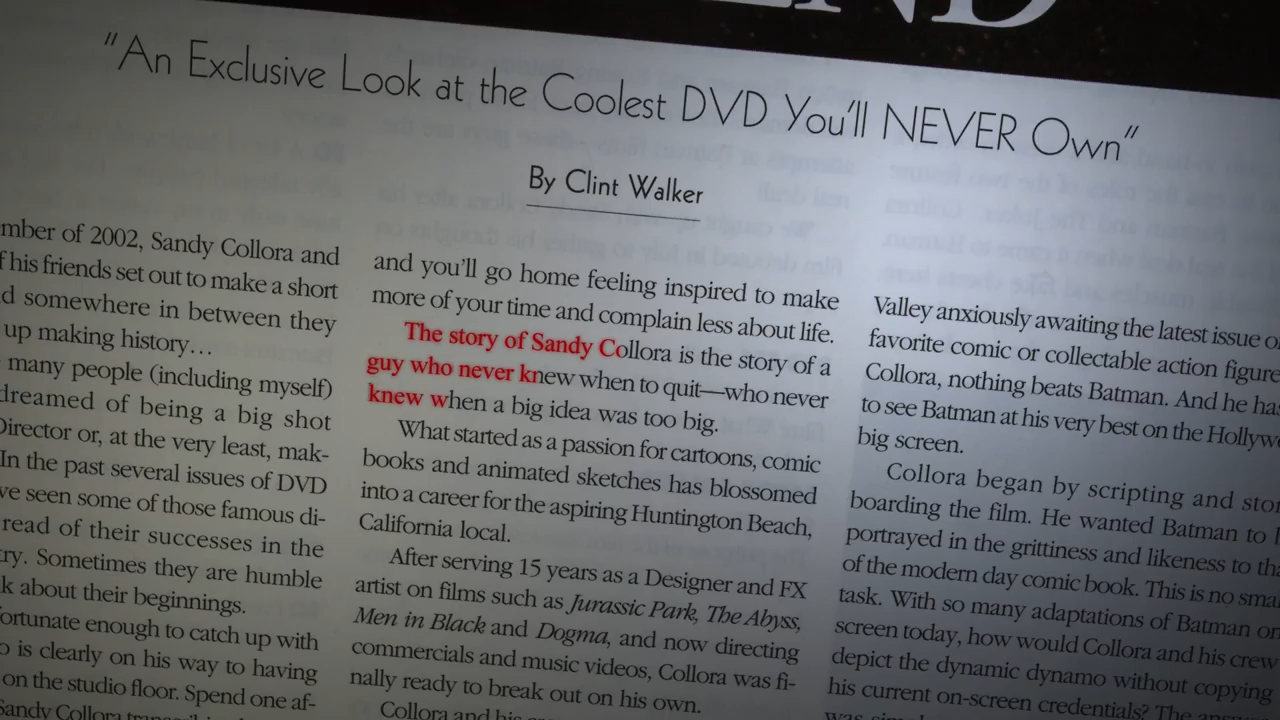 "An Exclusive Look at the Coolest DVD You'll NEVER Own"
By Clint Walker
of 2002, Sandy Collora and
his friends set out to make a short
somewhere in between they
up making history…
many people (including myself)
dreamed of being a big shot
Director or, at the very least, mak-
In the past several issues of DVD
seen some of those famous di-
read of their successes in the
Sometimes they are humble
about their beginnings.
enough to catch up with
is clearly on his way to having
on the studio floor. Spend one af-
Sandy Collora
and you'll go home feeling inspired to make
more of your time and complain less about life.
The story of Sandy Collora is the story of a
guy who never knew when to quit—who never
knew when a big idea was too big.
What started as a passion for cartoons, comic
books and animated sketches has blossomed
into a career for the aspiring Huntington Beach,
California local.
After serving 15 years as a Designer and FX
artist on films such as Jurassic Park, The Abyss,
Men in Black and Dogma, and now directing
commercials and music videos, Collora was fi-
nally ready to break out on his own.
Collora and his
Valley anxiously awaiting the latest issue
favorite comic or collectable action figure
Collora, nothing beats Batman. And he has
to see Batman at his very best on the
big screen.
Collora began by scripting and
boarding the film. He wanted Batman to
portrayed in the grittiness and likeness to
of the modern day comic book. This is no
task. With so many adaptations of Batman
screen today, how would Collora and his crew
depict the dynamic dynamo without copying
his current on-screen credentials? The
was